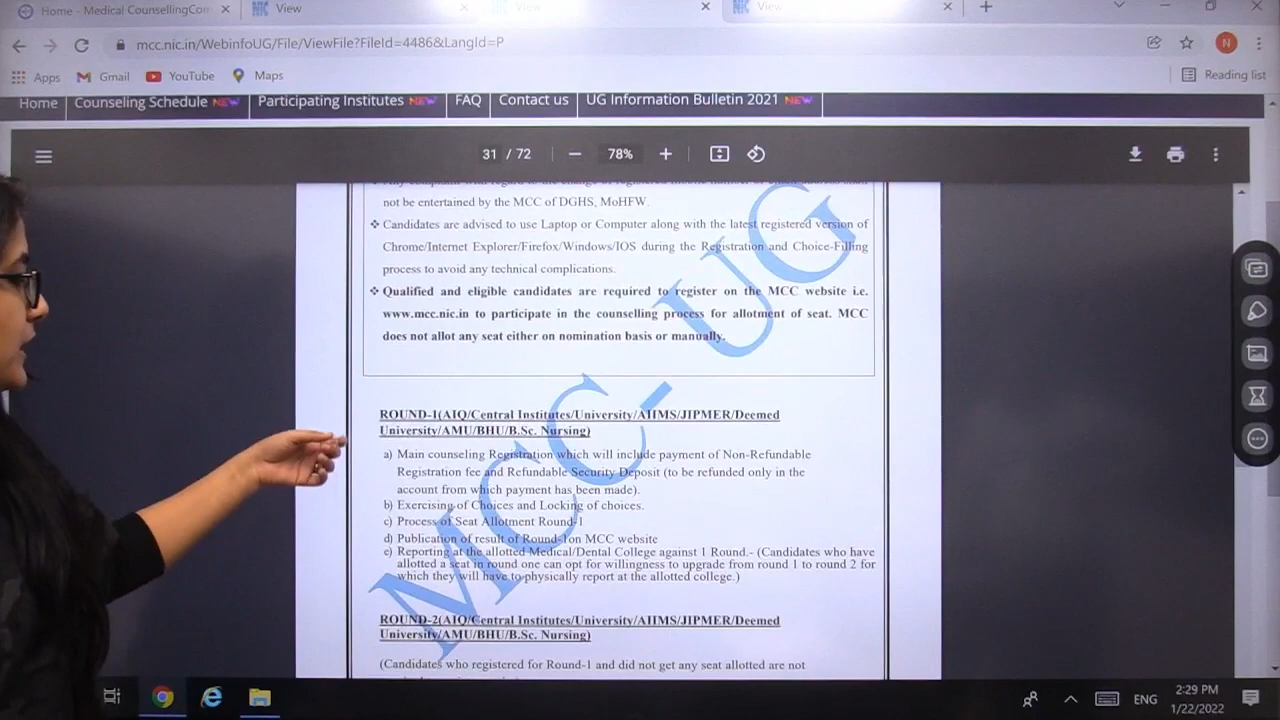 Home - Medical CounsellingCom
View
View
View
mcc.nic.in/WebinfoUG/File/ViewFile?FileId=4486&LangId=P
N
Apps
Gmail
YouTube
Maps
Reading list
Home
Counseling Schedule NEW
Participating Institutes NEW
FAQ
Contact us
UG Information Bulletin 2021 NEW
31 / 72
78%
not be entertained by the MCC of DGHS, MoHFW.
❖ Candidates are advised to use Laptop or Computer along with the latest registered version of
Chrome/Internet Explorer/Firefox/Windows/IOS during the Registration and Choice-Filling
process to avoid any technical complications.
❖ Qualified and eligible candidates are required to register on the MCC website i.e.
www.mcc.nic.in to participate in the counselling process for allotment of seat. MCC
does not allot any seat either on nomination basis or manually.
MCC- UG
ROUND-1(AIQ/Central Institutes/University/AIIMS/JIPMER/Deemed
University/AMU/BHU/B.Sc. Nursing)
a) Main counseling Registration which will include payment of Non-Refundable
Registration fee and Refundable Security Deposit (to be refunded only in the
account from which payment has been made).
b) Exercising of Choices and Locking of choices.
c) Process of Seat Allotment Round-1
d) Publication of result of Round-1on MCC website
e) Reporting at the allotted Medical/Dental College against 1 Round.- (Candidates who have
allotted a seat in round one can opt for willingness to upgrade from round 1 to round 2 for
which they will have to physically report at the allotted college.)
ROUND-2(AIQ/Central Institutes/University/AIIMS/JIPMER/Deemed
University/AMU/BHU/B.Sc. Nursing)
(Candidates who registered for Round-1 and did not get any seat allotted are not
ENG
2:29 PM
1/22/2022